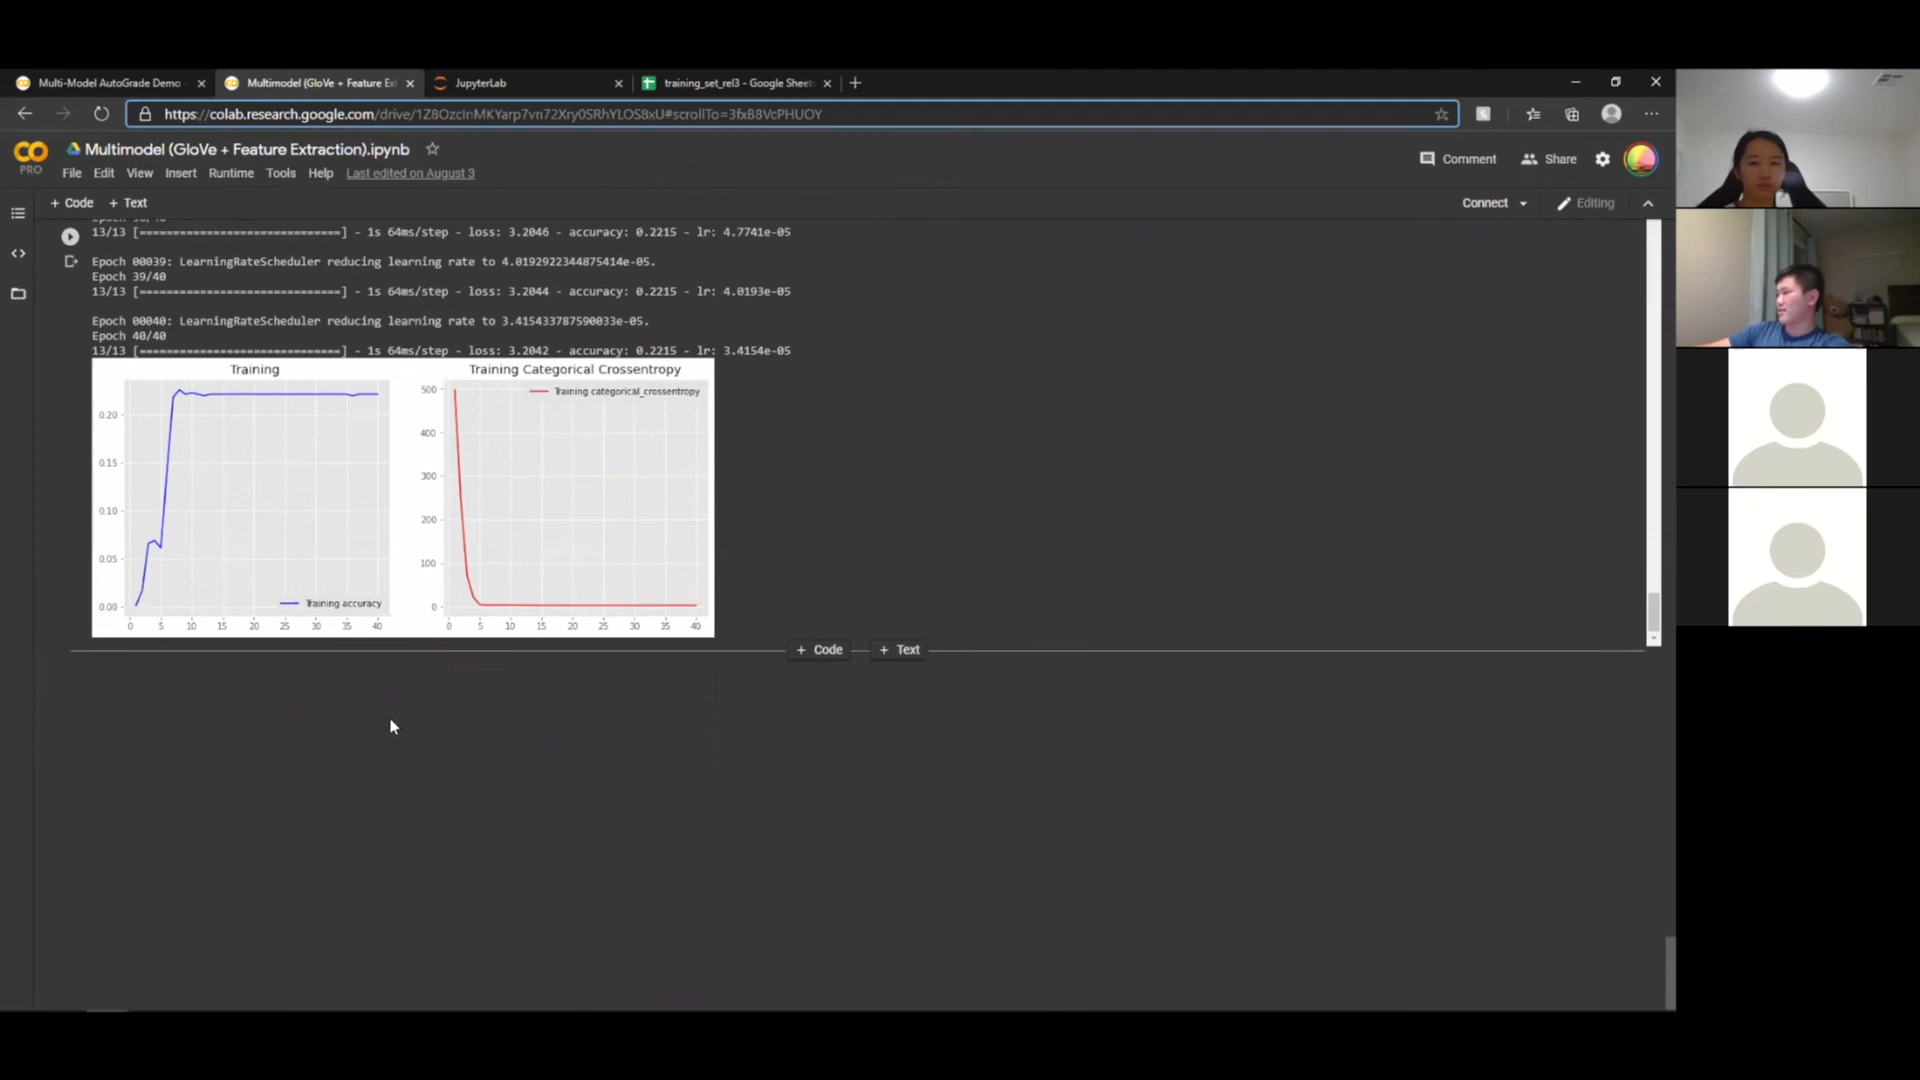 Multi-Model AutoGrade Demo
Multimodel (GloVe + Feature Ex
JupyterLab
training_set_rel3 - Google Sheet
https://colab.research.google.com/drive/1Z8OzcInMKYarp7vn72Xry0SRhYLOS8xU#scrollTo=3fxB8VcPHUOY
PRO
Multimodel (GloVe + Feature Extraction).ipynb
Comment
Share
File Edit View Insert Runtime Tools Help Last edited on August 3
+ Code + Text
Connect
Editing
13/13 [==============================] - 1s 64ms/step - loss: 3.2046 - accuracy: 0.2215 - lr: 4.7741e-05
Epoch 00039: LearningRateScheduler reducing learning rate to 4.0192922344875414e-05.
Epoch 39/40
13/13 [==============================] - 1s 64ms/step - loss: 3.2044 - accuracy: 0.2215 - lr: 4.0193e-05
Epoch 00040: LearningRateScheduler reducing learning rate to 3.415433787590033e-05.
Epoch 40/40
13/13 [==============================] - 1s 64ms/step - loss: 3.2042 - accuracy: 0.2215 - lr: 3.4154e-05
Training
0.20
0.15
0.10
0.05
0.00
Training accuracy
0 5 10 15 20 25 30 35 40
Training Categorical Crossentropy
Training categorical_crossentropy
500
400
300
200
100
0
0 5 10 15 20 25 30 35 40
+ Code + Text